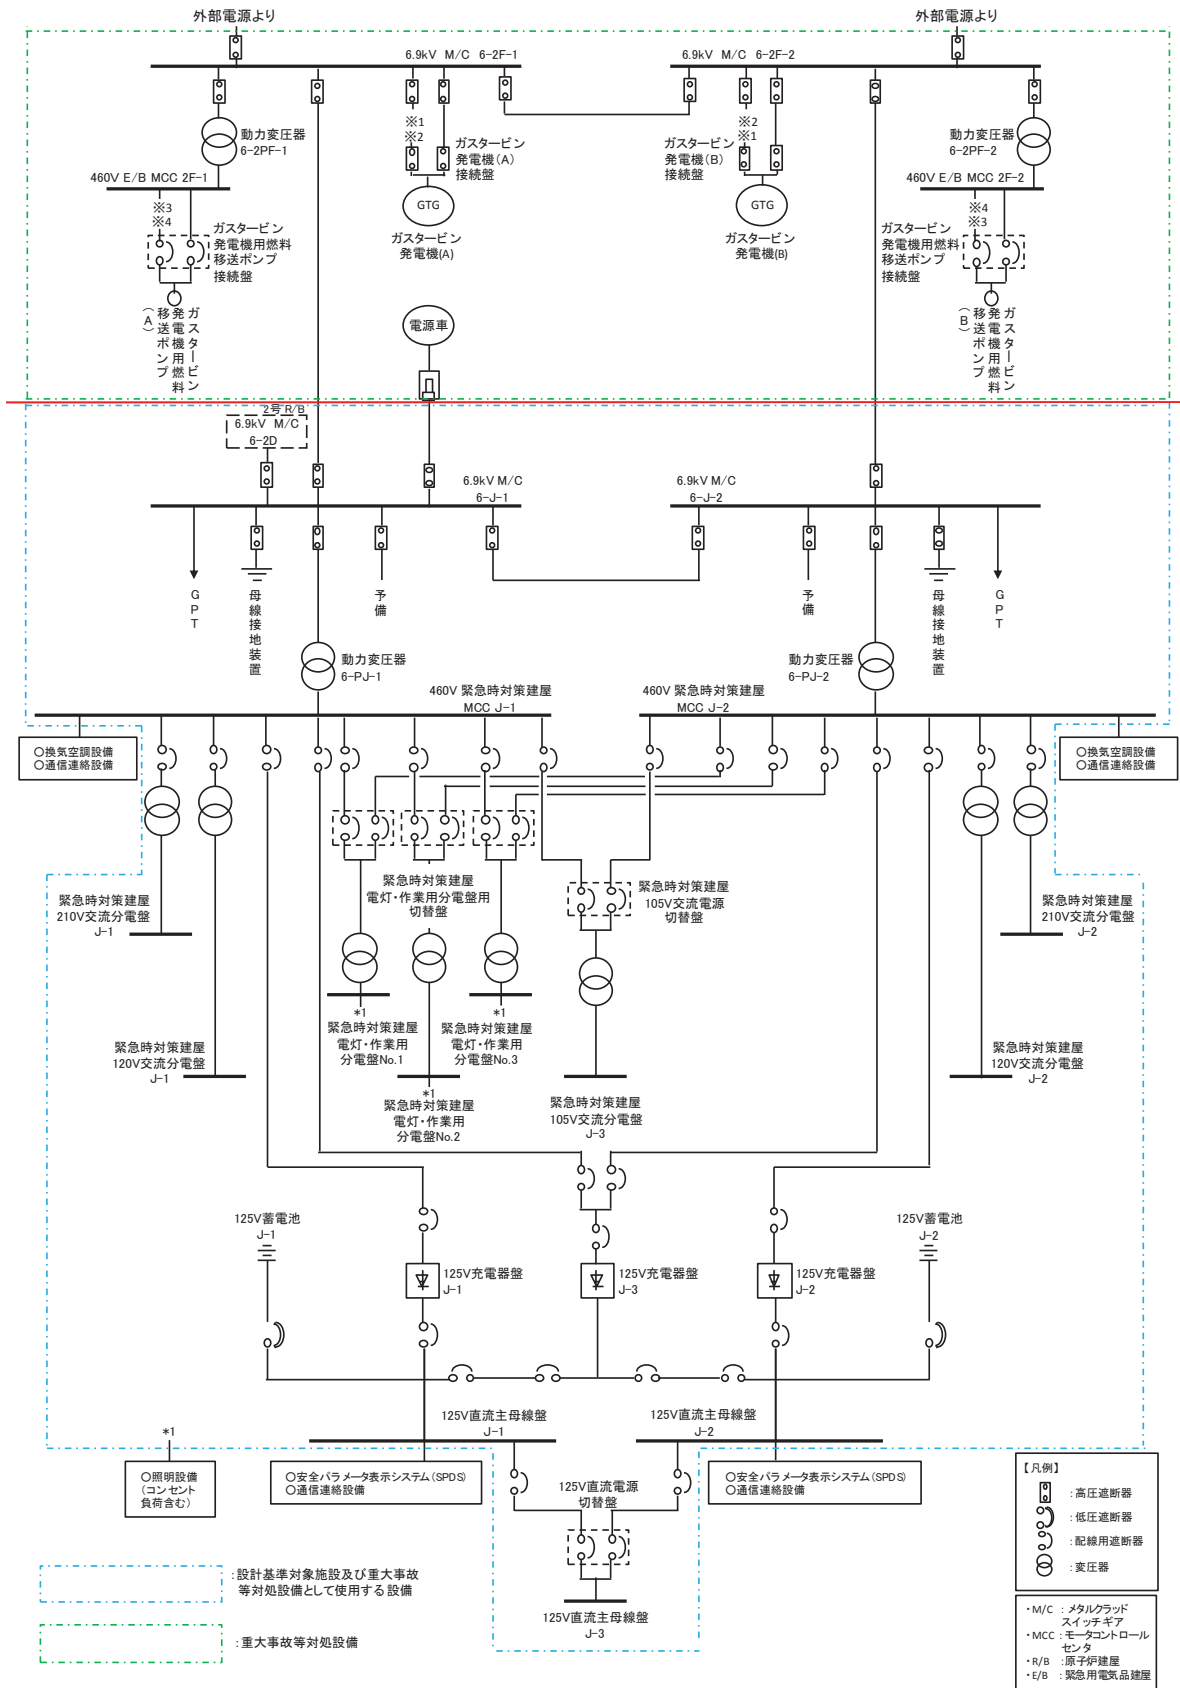 外部電源より
外部電源より
6.9kV M/C 6-2F-1
6.9kV M/C 6-2F-2
動力変圧器
6-2PF-1
※1
※2
ガスタービン
発電機(A)
接続盤
※2
※1
ガスタービン
発電機(B)
接続盤
動力変圧器
6-2PF-2
460V E/B MCC 2F-1
460V E/B MCC 2F-2
GTG
GTG
※3
※4
ガスタービン
発電機用燃料
移送ポンプ
接続盤
ガスタービン
発電機(A)
ガスタービン
発電機(B)
ガスタービン
発電機用燃料
移送ポンプ
接続盤
※4
※3
ガスタービン
発電機用燃料
移送ポンプ
(A)
電源車
ガスタービン
発電機用燃料
移送ポンプ
(B)
2号 R/B
6.9kV M/C
6-2D
6.9kV M/C
6-J-1
6.9kV M/C
6-J-2
GPT
母線接地装置
予備
予備
母線接地装置
GPT
動力変圧器
6-PJ-1
動力変圧器
6-PJ-2
460V 緊急時対策建屋
MCC J-1
460V 緊急時対策建屋
MCC J-2
○換気空調設備
○通信連絡設備
○換気空調設備
○通信連絡設備
緊急時対策建屋
電灯・作業用分電盤用
切替盤
緊急時対策建屋
105V交流電源
切替盤
緊急時対策建屋
210V交流分電盤
J-1
緊急時対策建屋
210V交流分電盤
J-2
*1
緊急時対策建屋
電灯・作業用
分電盤No.1
*1
緊急時対策建屋
電灯・作業用
分電盤No.3
緊急時対策建屋
120V交流分電盤
J-1
緊急時対策建屋
120V交流分電盤
J-2
*1
緊急時対策建屋
電灯・作業用
分電盤No.2
緊急時対策建屋
105V交流分電盤
J-3
125V蓄電池
J-1
125V蓄電池
J-2
125V充電器盤
J-1
125V充電器盤
J-3
125V充電器盤
J-2
125V直流主母線盤
J-1
125V直流主母線盤
J-2
*1
○照明設備
(コンセント
負荷含む)
○安全パラメータ表示システム(SPDS)
○通信連絡設備
125V直流電源
切替盤
○安全パラメータ表示システム(SPDS)
○通信連絡設備
125V直流主母線盤
J-3
【凡例】
:高圧遮断器
:低圧遮断器
:配線用遮断器
:変圧器
・M/C :メタルクラッド
スイッチギア
・MCC :モータコントロール
センタ
・R/B :原子炉建屋
・E/B :緊急用電気品建屋
:設計基準対象施設及び重大事故
等対処設備として使用する設備
:重大事故等対処設備